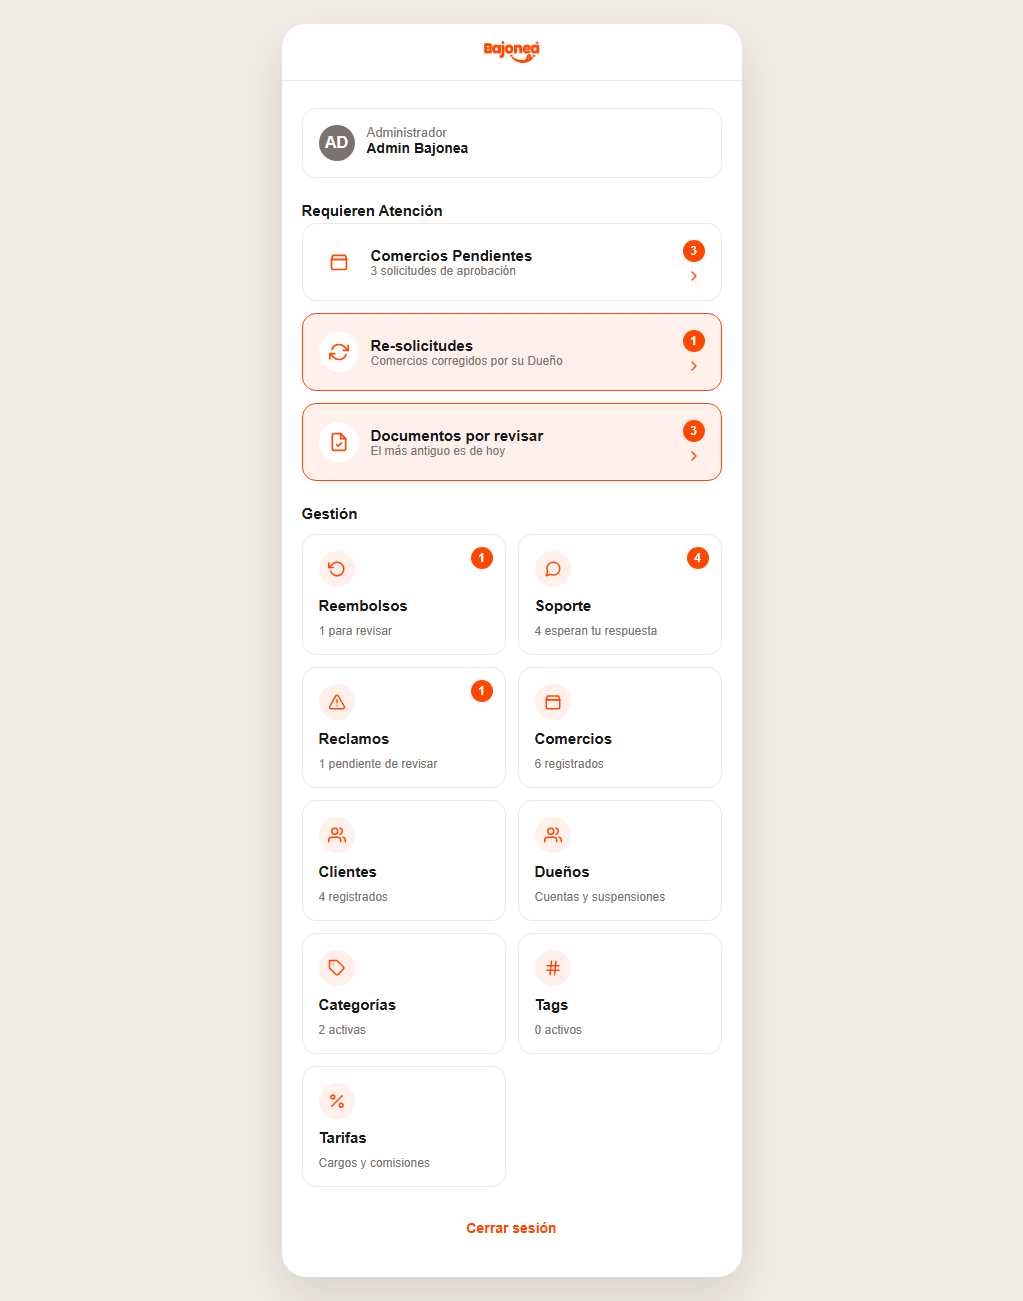 Bajoneá
AD
Administrador
Admin Bajonea
Requieren Atención
Comercios Pendientes
3 solicitudes de aprobación
3
Re-solicitudes
Comercios corregidos por su Dueño
1
Documentos por revisar
El más antiguo es de hoy
3
Gestión
1
Reembolsos
1 para revisar
4
Soporte
4 esperan tu respuesta
1
Reclamos
1 pendiente de revisar
Comercios
6 registrados
Clientes
4 registrados
Dueños
Cuentas y suspensiones
Categorías
2 activas
Tags
0 activos
Tarifas
Cargos y comisiones
Cerrar sesión